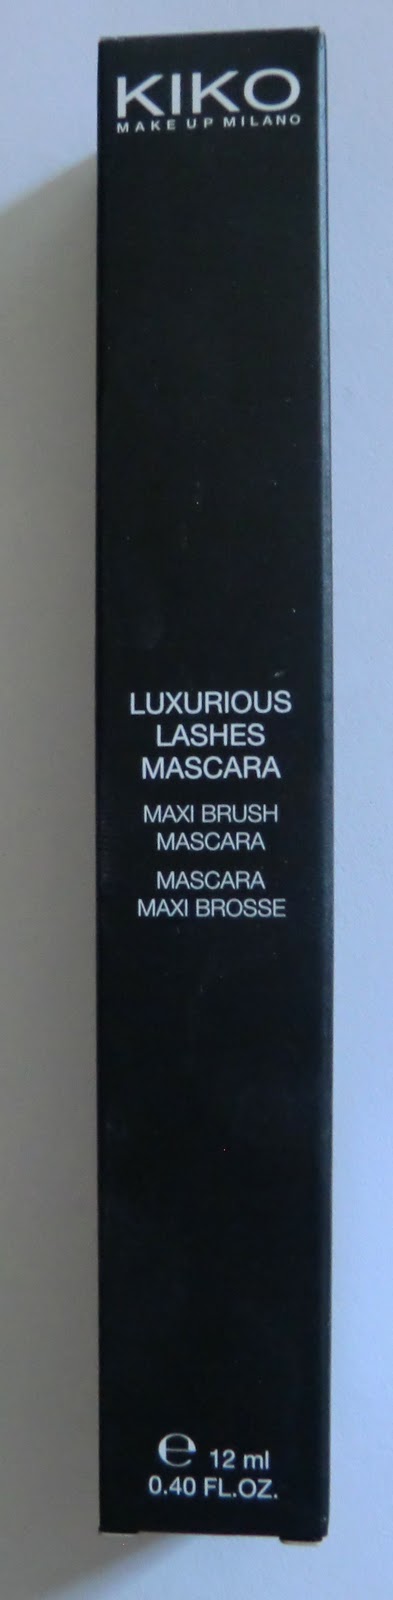 KIKO
MAKE UP MILANO
LUXURIOUS
LASHES
MASCARA
MAXI BRUSH
MASCARA
MASCARA
MAXI BROSSE
℮ 12 ml
0.40 FL.OZ.